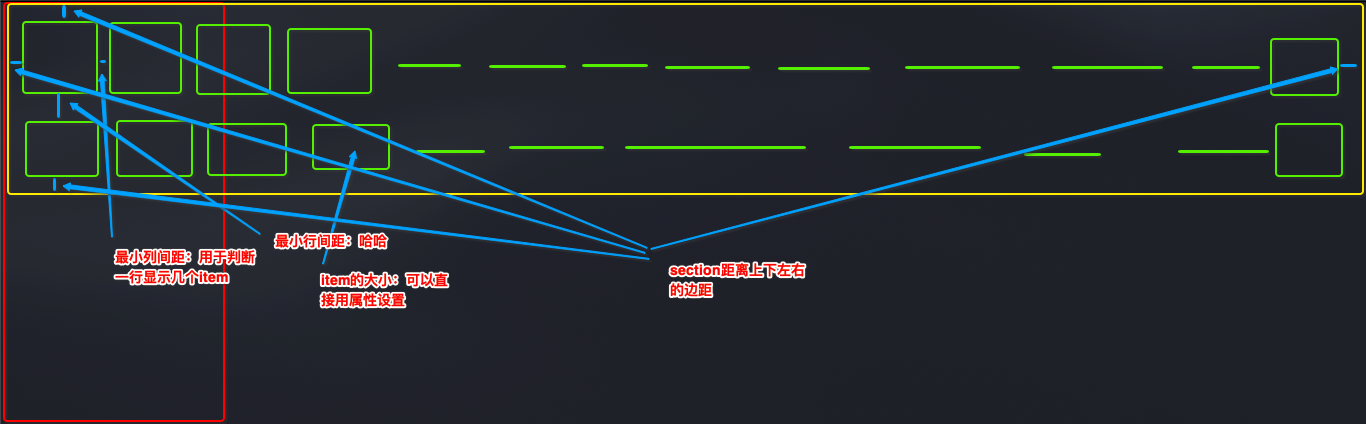 最小行间距：哈哈
最小列间距：用于判断
一行显示几个item
item的大小：可以直
接用属性设置
section距离上下左右
的边距